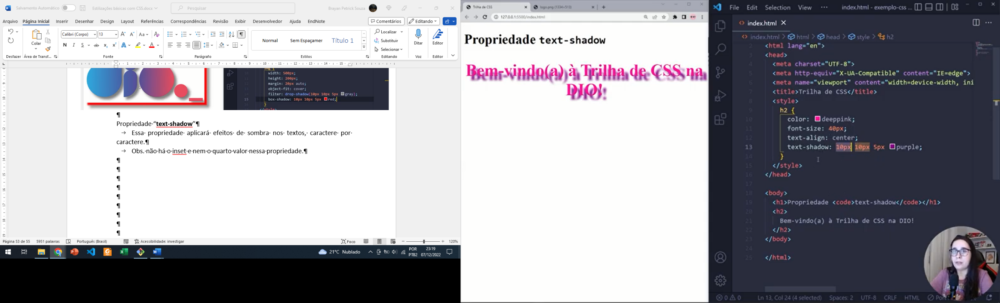 Salvamento Automático
Estilizações básicas com CSS.docx
Pesquisar
Brayan Petrick Souza
Arquivo Página Inicial Inserir Desenhar Design Layout Referências Correspondências Revisão Exibir Desenvolvedor Ajuda EndNote
Comentários Editando
Calibri (Corpo) 13
Colar
Normal Sem Espaçamer Título 1
Localizar
Substituir
Selecionar
Ditar Editor
Desfazer Área de Transf... Fonte Parágrafo Estilos Editando Voz Editor
width: 500px;
height: 200px;
margin: 20px auto;
object-fit: cover;
filter: drop-shadow(10px 10px 5px gray);
15 box-shadow: 10px 10px 5px red;
}
</style>
¶
Propriedade·“text-shadow”¶
→ Essa· propriedade· aplicará· efeitos· de· sombra· nos· textos,· caractere· por·
caractere.¶
→ Obs.·não·há·o·inset·e·nem·o·quarto·valor·nessa·propriedade.¶
¶
¶
¶
¶
¶
¶
¶
¶
¶
Página 53 de 55 5951 palavras Português (Brasil) Acessibilidade: investigar Foco 120%
21°C Nublado
POR
PTB2
23:19
07/12/2022
Trilha de CSS
logo.png (1334×513)
127.0.0.1:5500/index.html
Propriedade text-shadow
Bem-vindo(a) à Trilha de CSS na
DIO!
File Edit Selection View ··· index.html - exemplo-css ...
index.html
index.html > html > head > style > h2
2 <html lang="en">
3 <head>
4 <meta charset="UTF-8">
5 <meta http-equiv="X-UA-Compatible" content="IE=edge">
6 <meta name="viewport" content="width=device-width, ini
7 <title>Trilha de CSS</title>
8 <style>
9 h2 {
10 color: deeppink;
11 font-size: 40px;
12 text-align: center;
13 text-shadow: 10px 10px 5px purple;
14 }
15 </style>
16 </head>
17
18 <body>
19 <h1>Propriedade <code>text-shadow</code></h1>
20 <h2>
21 Bem-vindo(a) à Trilha de CSS na DIO!
22 </h2>
23 </body>
24
25 </html>
0 0 Ln 13, Col 24 (4 selected) Spaces: 2 UTF-8 CRLF HTML